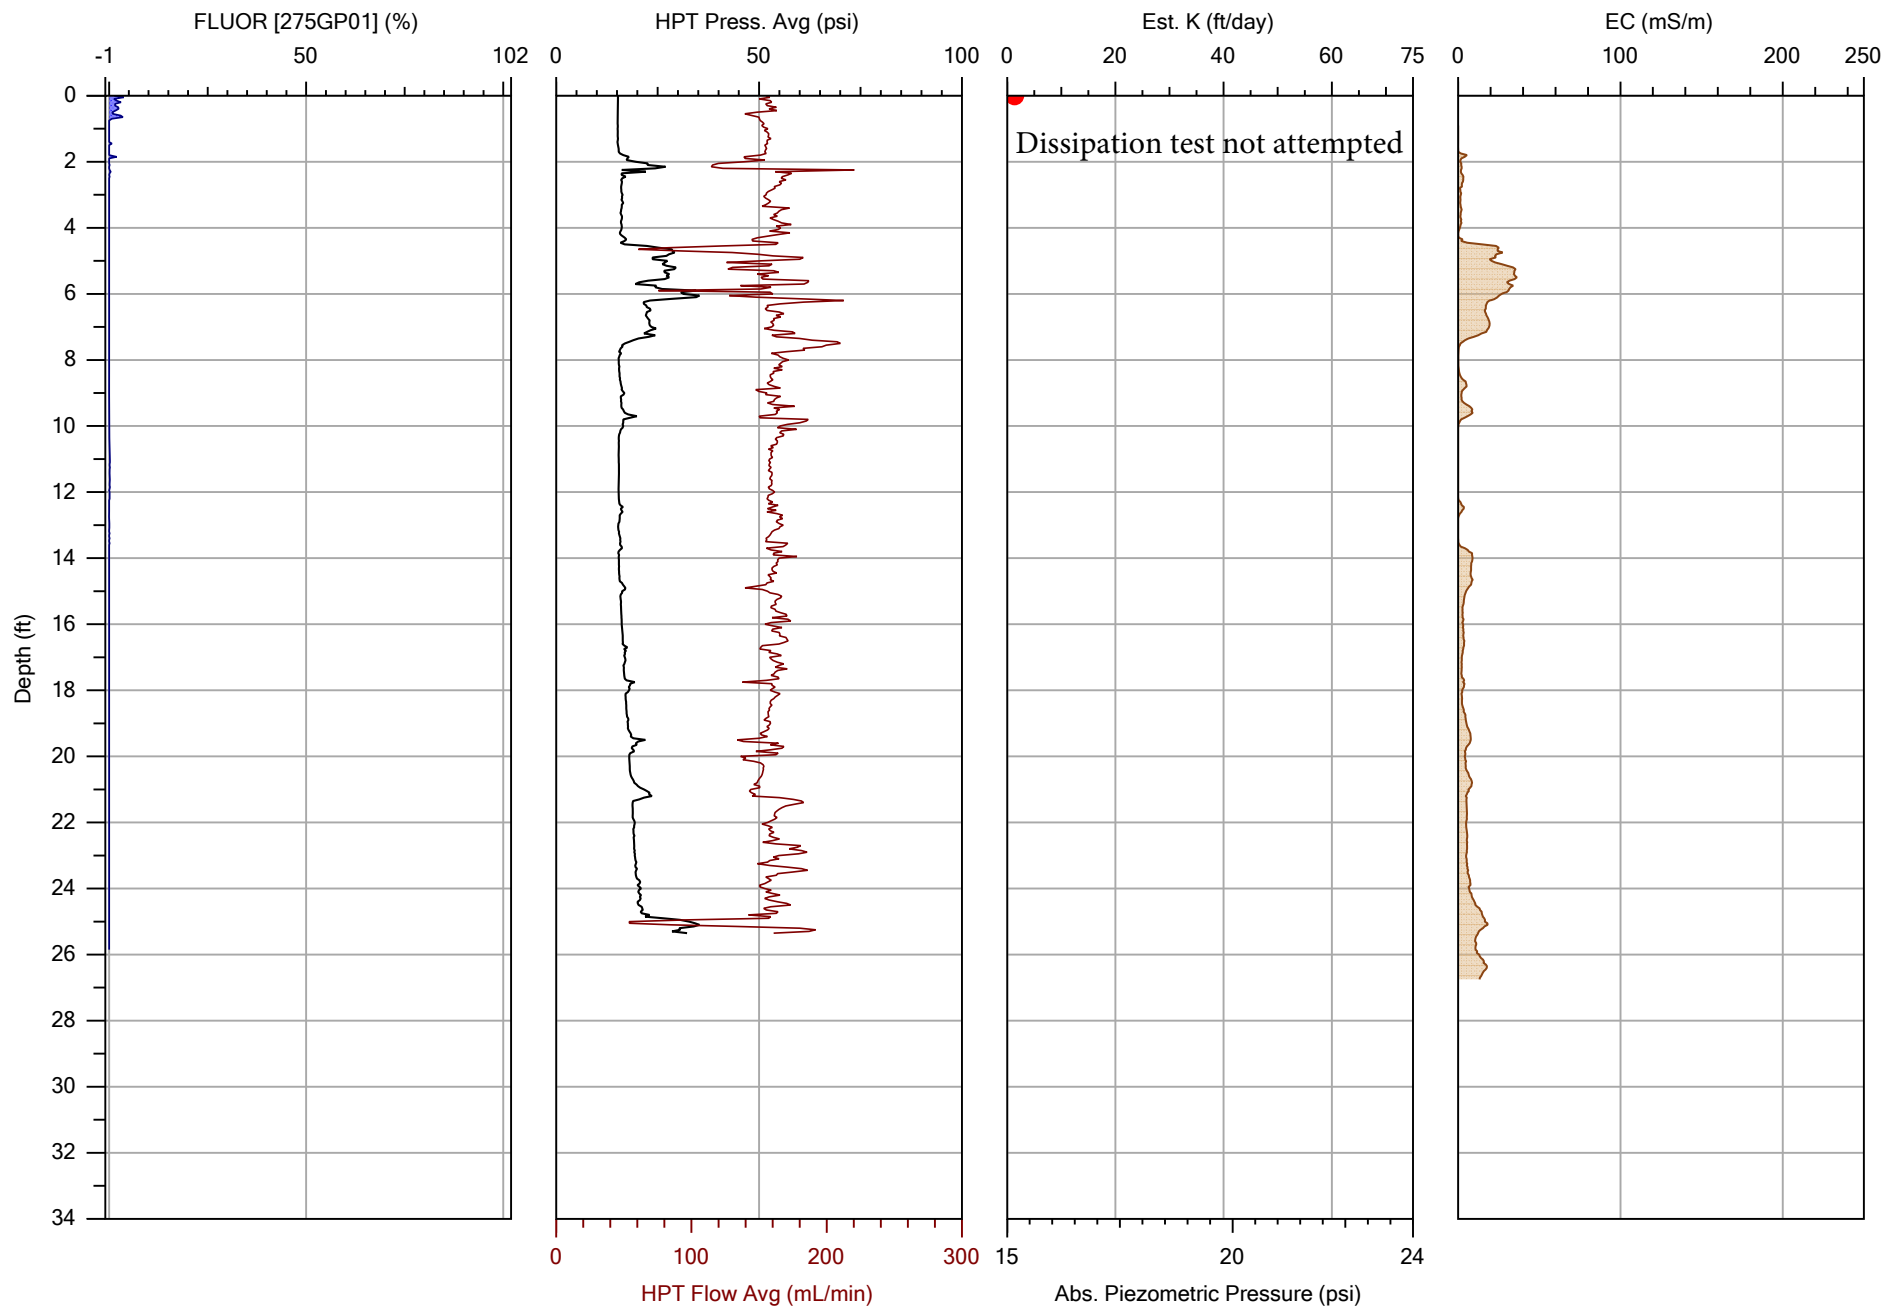 FLUOR [275GP01] (%)
HPT Press. Avg (psi)
Est. K (ft/day)
EC (mS/m)
-1 50 102
0 50 100
0 20 40 60 75
0 100 200 250
Dissipation test not attempted
Depth (ft)
0
2
4
6
8
10
12
14
16
18
20
22
24
26
28
30
32
34
0 100 200 300
15 20 24
HPT Flow Avg (mL/min)
Abs. Piezometric Pressure (psi)